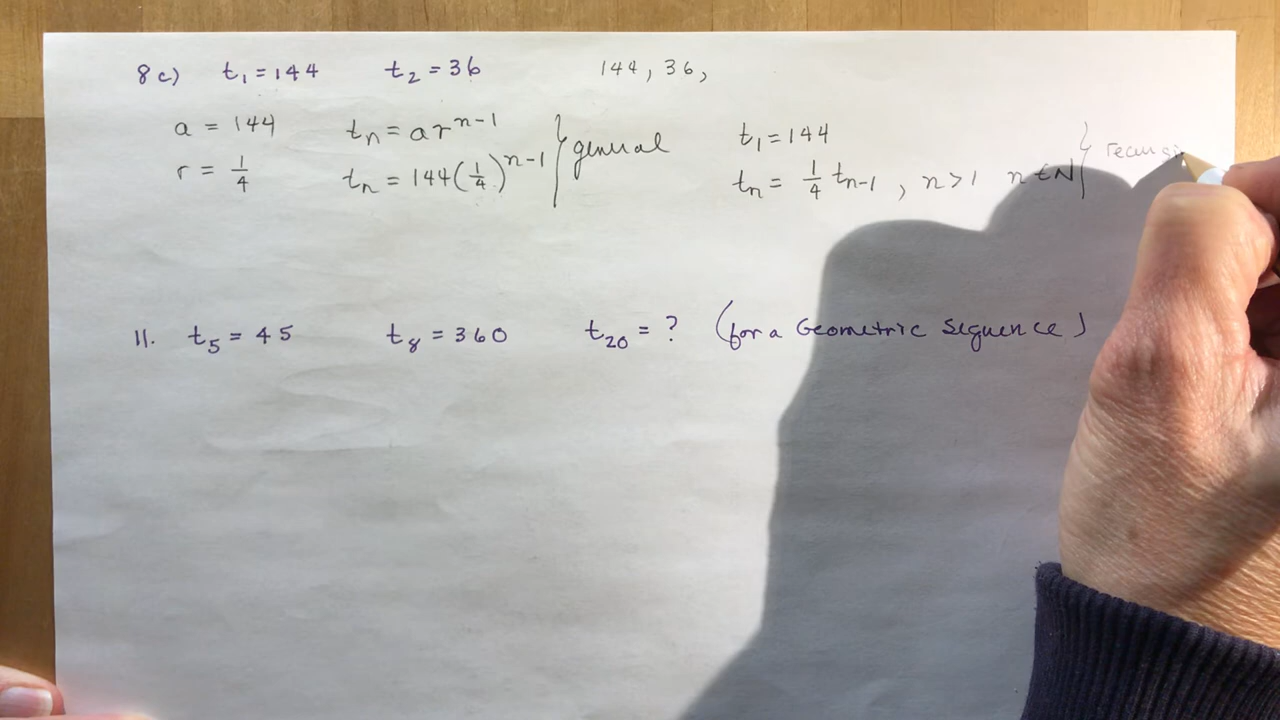 8c) t₁ = 144 t₂ = 36 144, 36,
a = 144 tₙ = arⁿ⁻¹ } general t₁ = 144
r = 1/4 tₙ = 144(1/4)ⁿ⁻¹ tₙ = 1/4 tₙ₋₁, n > 1 n ∈ N }
11. t₅ = 45 t₈ = 360 t₂₀ = ? (for a Geometric Sequence)